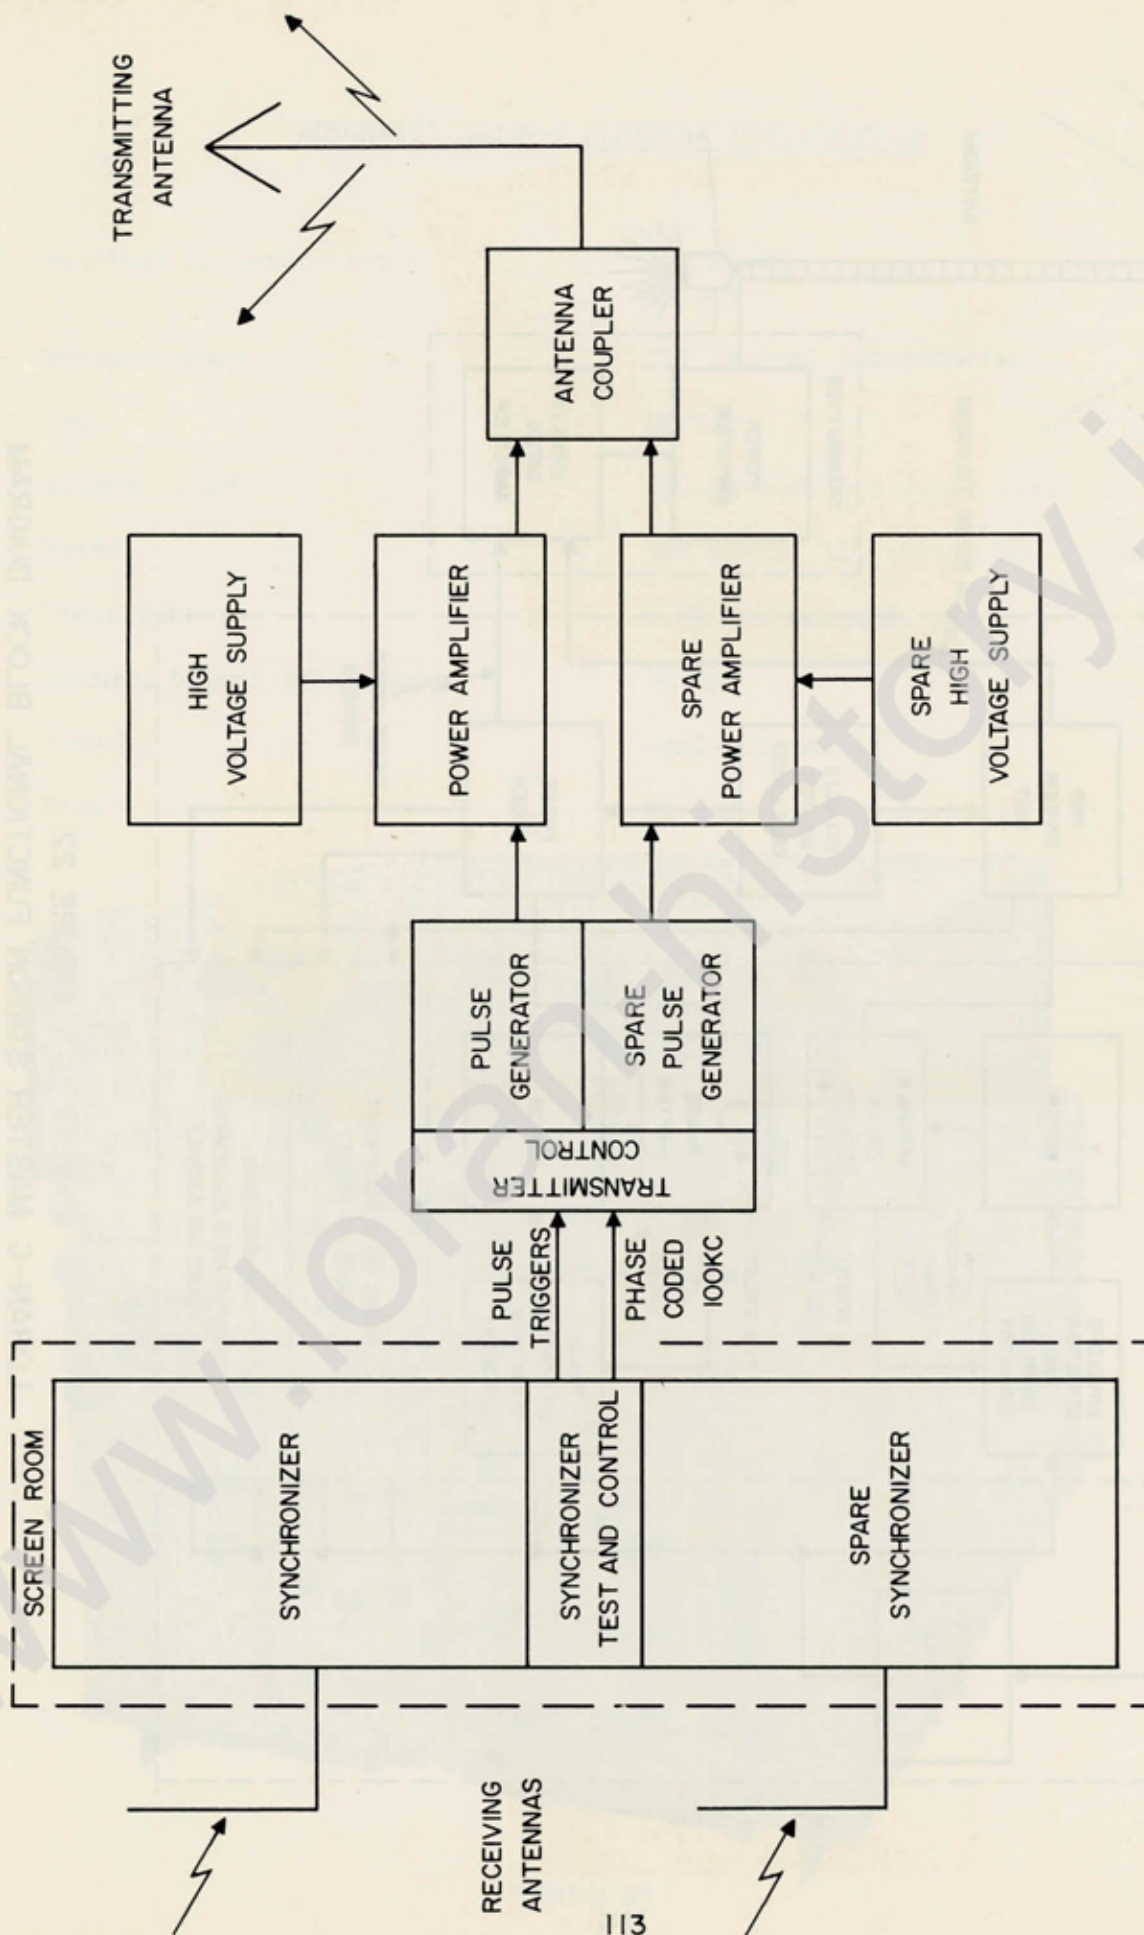 SCREEN ROOM
SYNCHRONIZER
SYNCHRONIZER
TEST AND CONTROL
SPARE
SYNCHRONIZER
RECEIVING
ANTENNAS
PULSE
TRIGGERS
PHASE
CODED
100KC
TRANSMITTER
CONTROL
PULSE
GENERATOR
SPARE
PULSE
GENERATOR
HIGH
VOLTAGE SUPPLY
POWER AMPLIFIER
SPARE
POWER AMPLIFIER
SPARE
HIGH
VOLTAGE SUPPLY
ANTENNA
COUPLER
TRANSMITTING
ANTENNA
113
www.loran-history.i